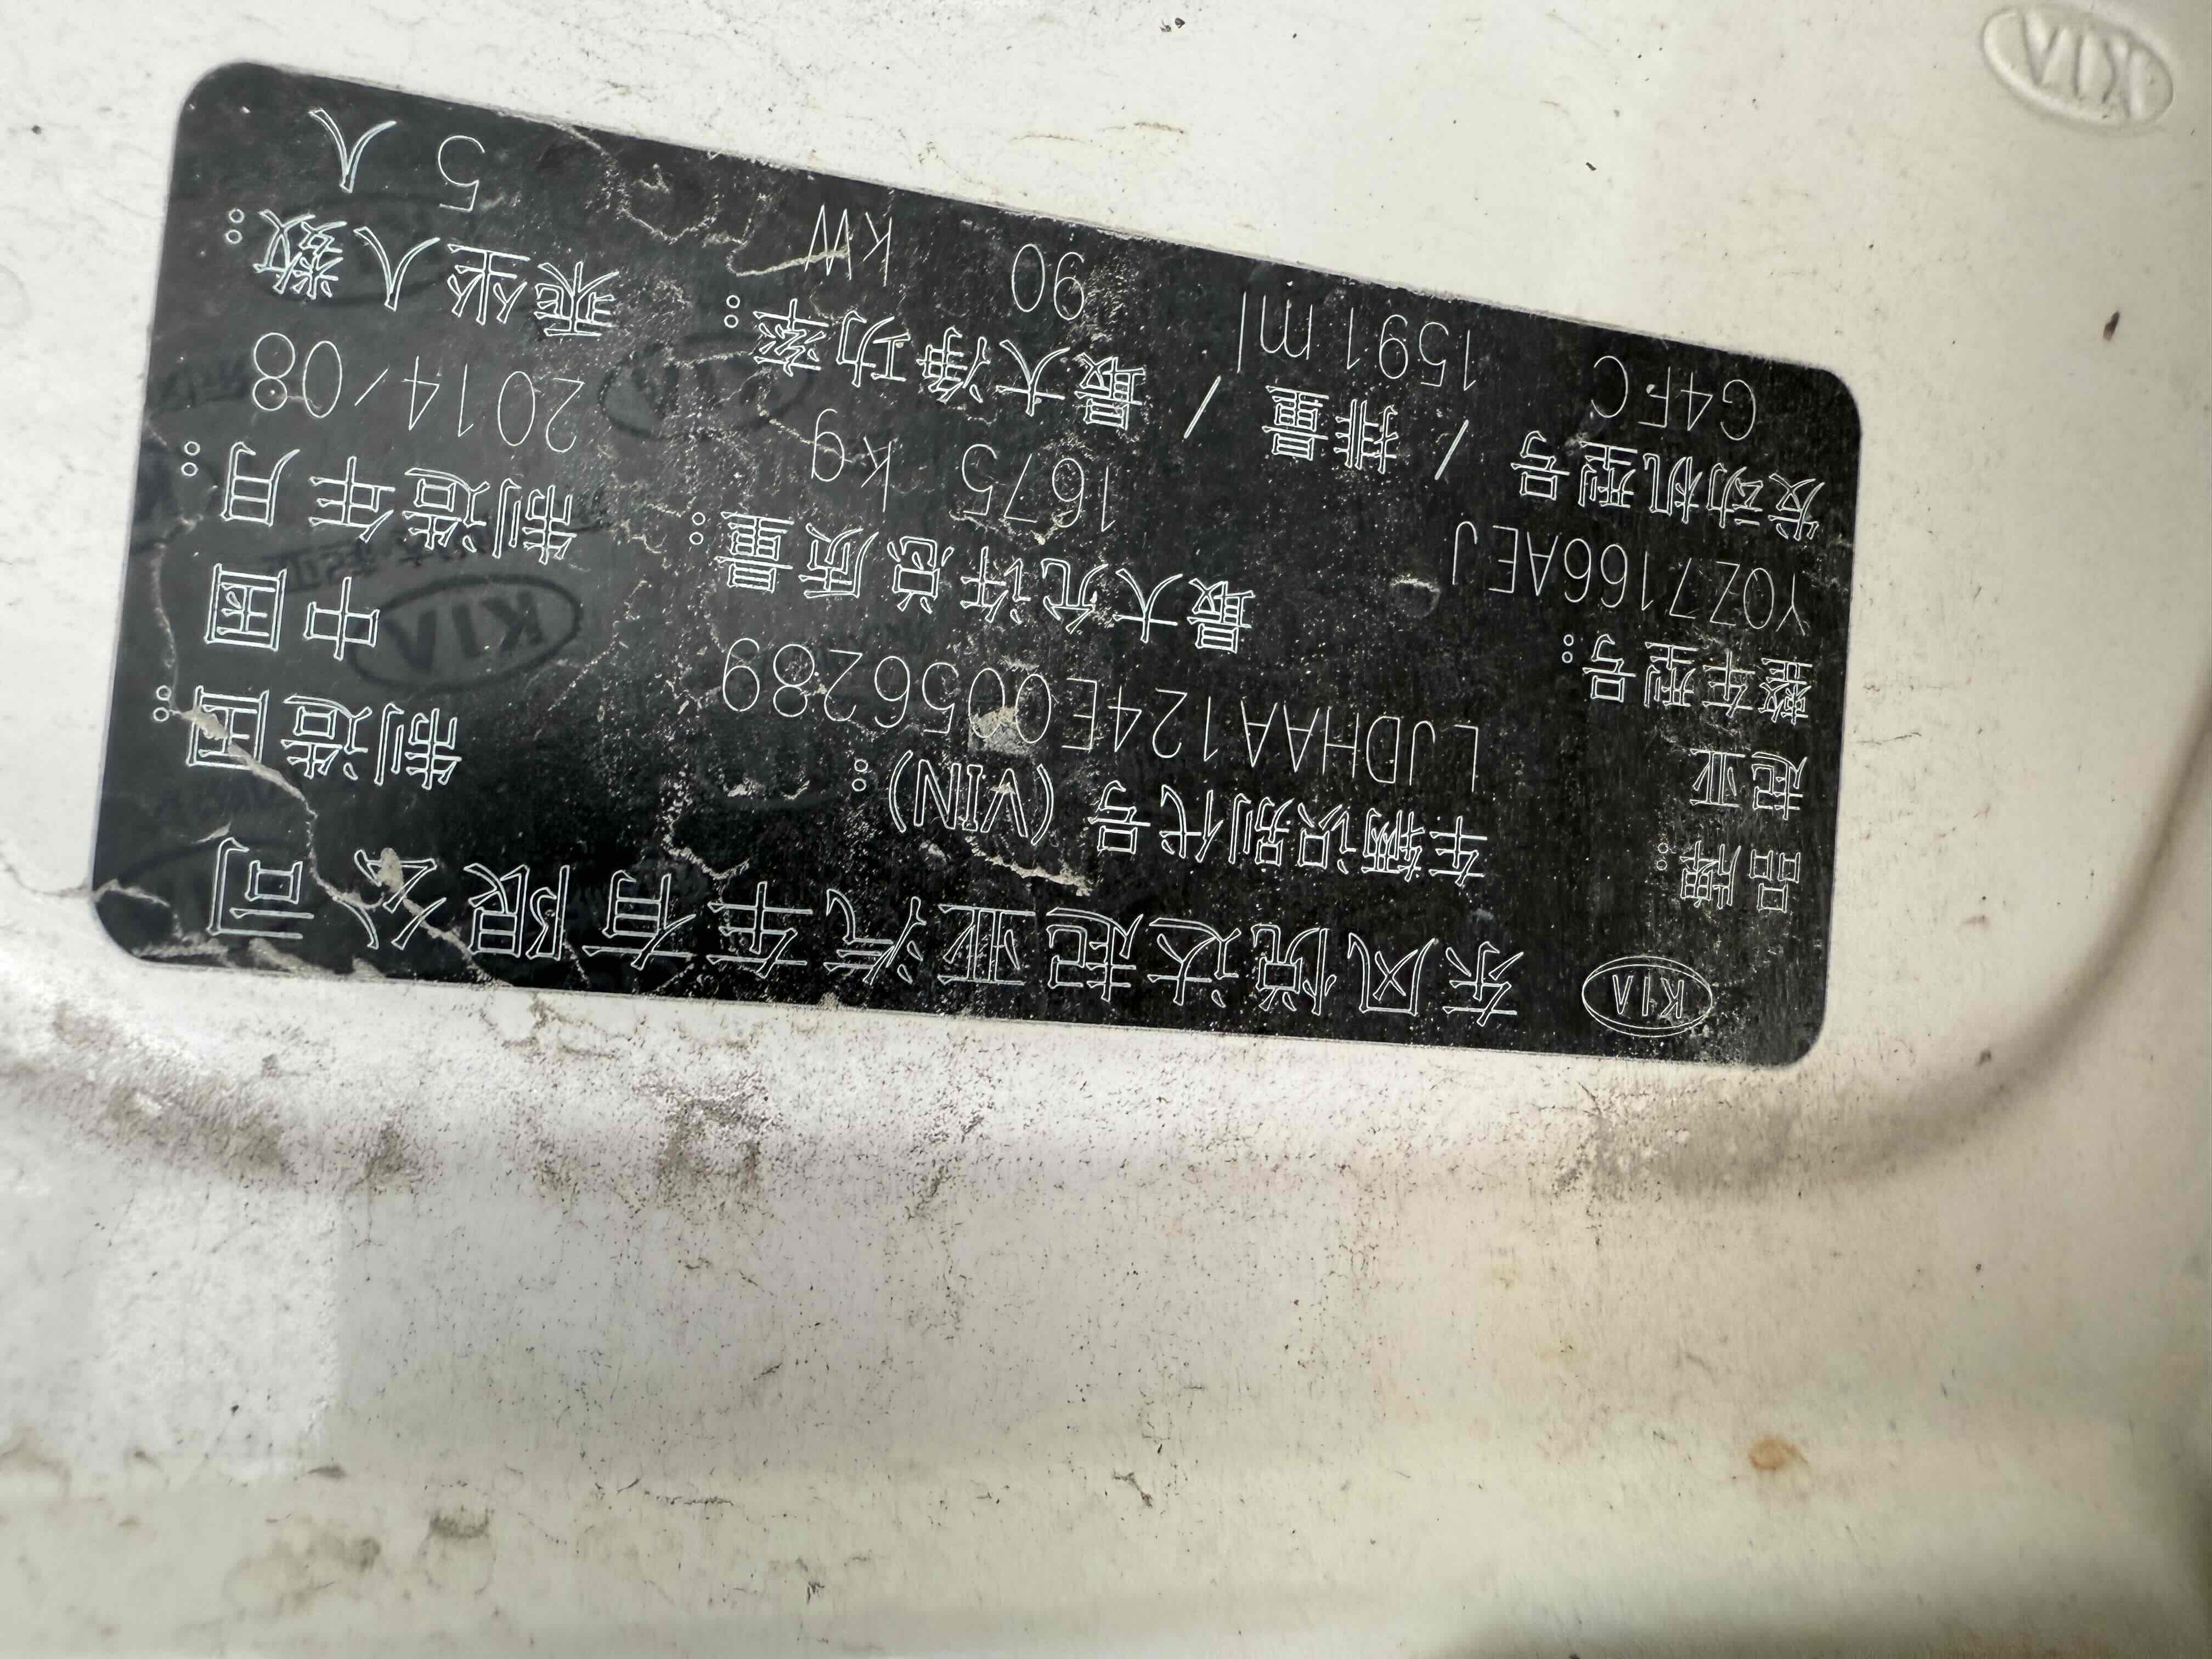 KIA 东风悦达起亚汽车有限公司
品牌: 车辆识别代号 (VIN): 制造国:
起亚 LJDHAA124E0056289 中国
整车型号: 最大允许总质量: 制造年月:
YQZ7166AEJ 1675 kg 2014/08
发动机型号 / 排量 / 最大净功率: 乘坐人数:
G4FC 1591 ml 90 kW 5 人
KIA